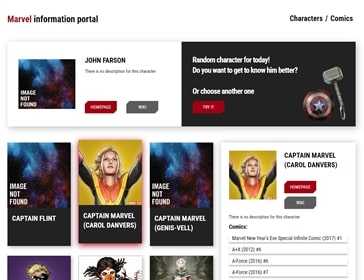 Marvel information portal
Characters / Comics
IMAGE
NOT
FOUND
JOHN FARSON
There is no description for this character
HOMEPAGE
WIKI
Random character for today!
Do you want to get to know him better?
Or choose another one
TRY IT
IMAGE
NOT
FOUND
CAPTAIN FLINT
CAPTAIN MARVEL
(CAROL DANVERS)
IMAGE
NOT
FOUND
CAPTAIN MARVEL
(GENIS-VELL)
CAPTAIN MARVEL
(CAROL DANVERS)
HOMEPAGE
WIKI
There is no description for this character
Comics:
Marvel New Year's Eve Special Infinite Comic (2017) #1
A+X (2012) #6
A-Force (2016) #6
A-Force (2016) #7